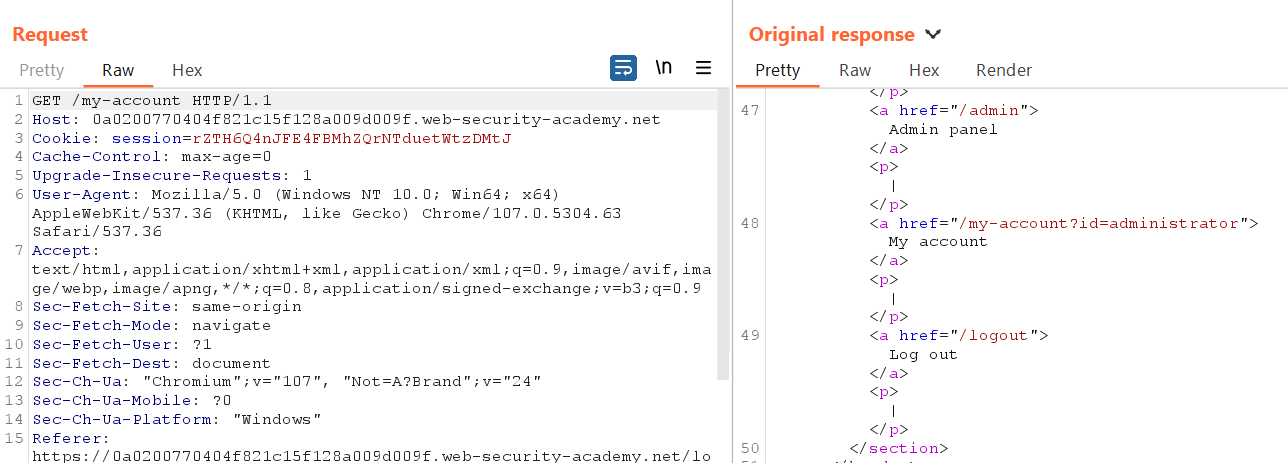 Request
Pretty Raw Hex \n
1 GET /my-account HTTP/1.1
2 Host: 0a0200770404f821c15f128a009d009f.web-security-academy.net
3 Cookie: session=rZTH6Q4nJFE4FBMhZQrNTduetWtzDMtJ
4 Cache-Control: max-age=0
5 Upgrade-Insecure-Requests: 1
6 User-Agent: Mozilla/5.0 (Windows NT 10.0; Win64; x64)
AppleWebKit/537.36 (KHTML, like Gecko) Chrome/107.0.5304.63
Safari/537.36
7 Accept:
text/html,application/xhtml+xml,application/xml;q=0.9,image/avif,ima
ge/webp,image/apng,*/*;q=0.8,application/signed-exchange;v=b3;q=0.9
8 Sec-Fetch-Site: same-origin
9 Sec-Fetch-Mode: navigate
10 Sec-Fetch-User: ?1
11 Sec-Fetch-Dest: document
12 Sec-Ch-Ua: "Chromium";v="107", "Not=A?Brand";v="24"
13 Sec-Ch-Ua-Mobile: ?0
14 Sec-Ch-Ua-Platform: "Windows"
15 Referer:
https://0a0200770404f821c15f128a009d009f.web-security-academy.net/lo
Original response
Pretty Raw Hex Render
</p>
47 <a href="/admin">
Admin panel
</a>
<p>
|
</p>
48 <a href="/my-account?id=administrator">
My account
</a>
<p>
|
</p>
49 <a href="/logout">
Log out
</a>
<p>
|
</p>
50 </section>